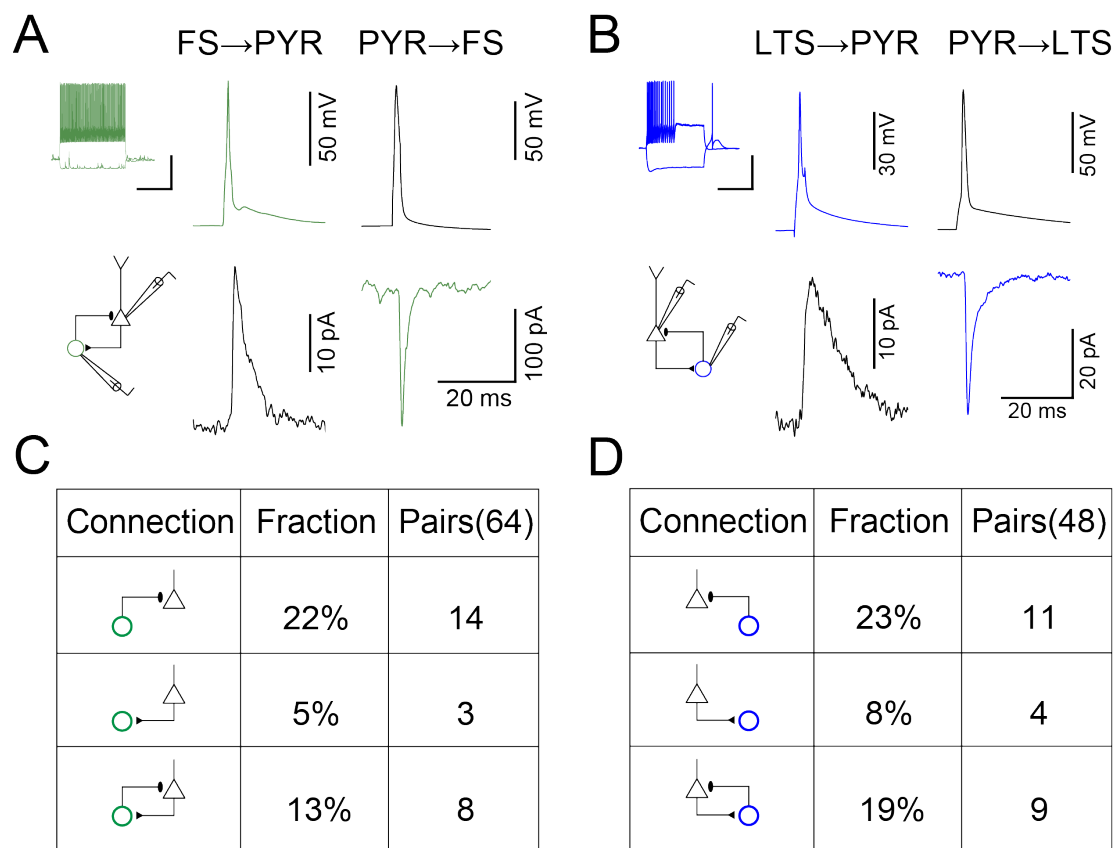 A
FS→PYR PYR→FS
50 mV
50 mV
10 pA
100 pA
20 ms
B
LTS→PYR PYR→LTS
30 mV
50 mV
10 pA
20 pA
20 ms
C
Connection Fraction Pairs(64)
22% 14
5% 3
13% 8
D
Connection Fraction Pairs(48)
23% 11
8% 4
19% 9